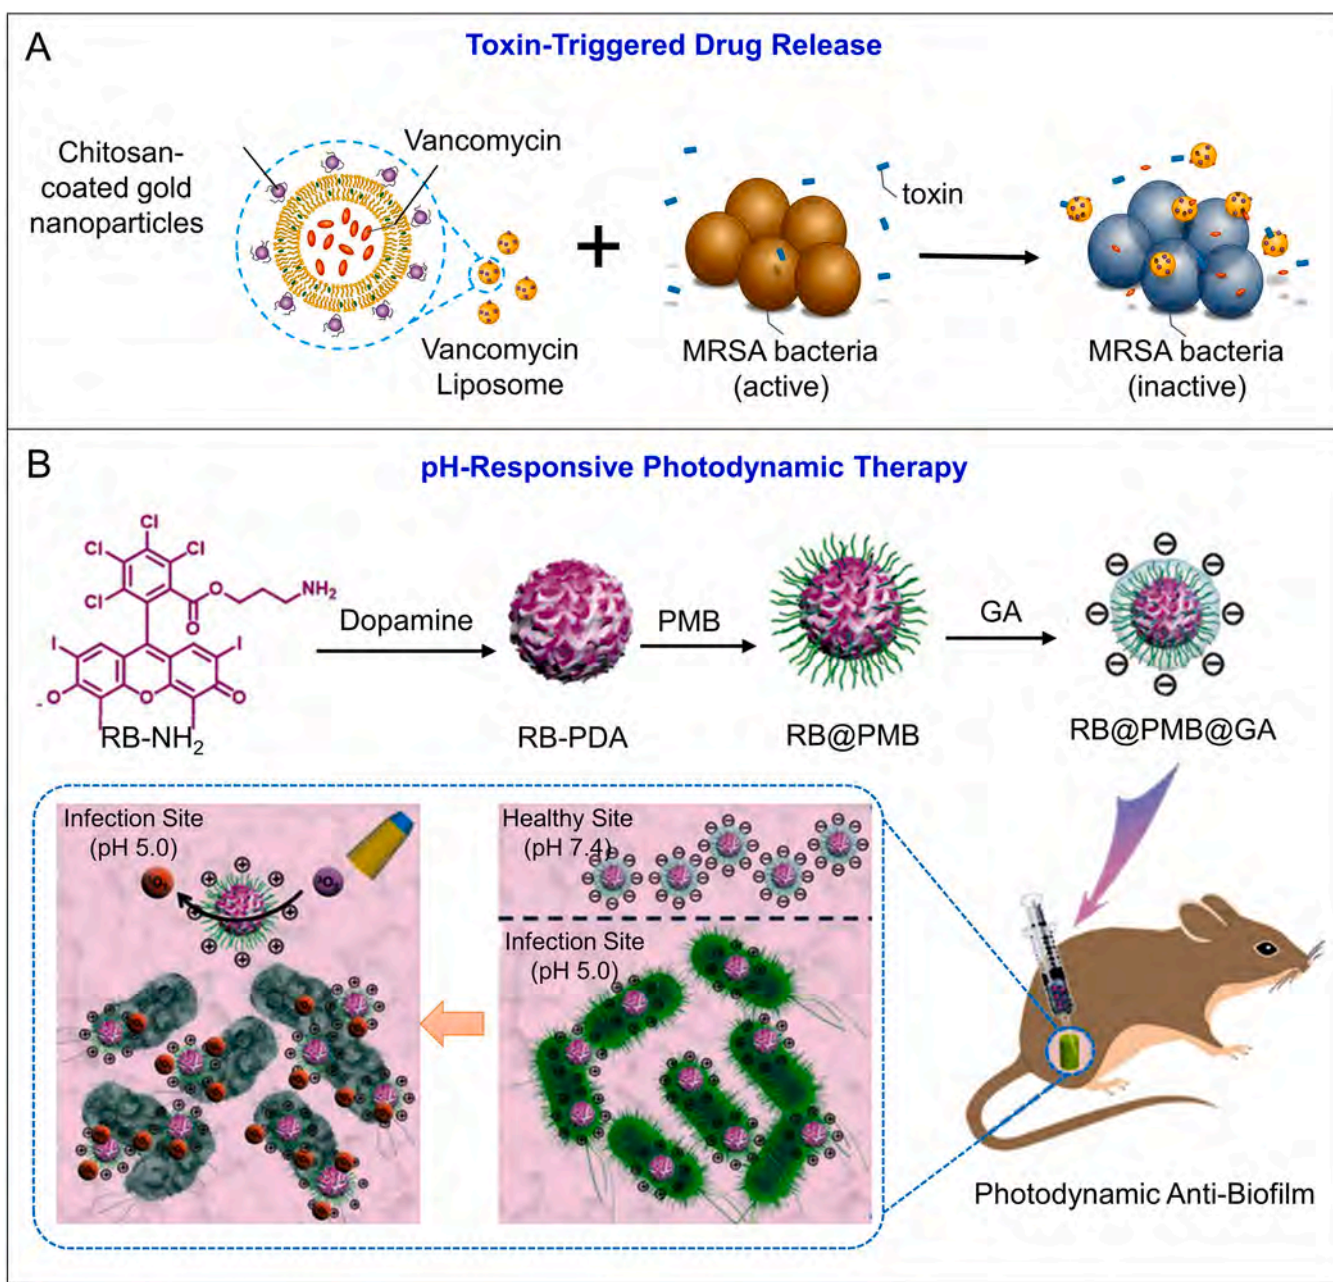 A
Toxin-Triggered Drug Release
Chitosan-
coated gold
nanoparticles
Vancomycin
Vancomycin
Liposome
toxin
MRSA bacteria
(active)
MRSA bacteria
(inactive)
B
pH-Responsive Photodynamic Therapy
Cl
Cl
Cl
Cl
O
O
NH₂
I
I
O
-
O
O
RB-NH₂
Dopamine
RB-PDA
PMB
RB@PMB
GA
RB@PMB@GA
Infection Site
(pH 5.0)
Healthy Site
(pH 7.4)
Infection Site
(pH 5.0)
Photodynamic Anti-Biofilm